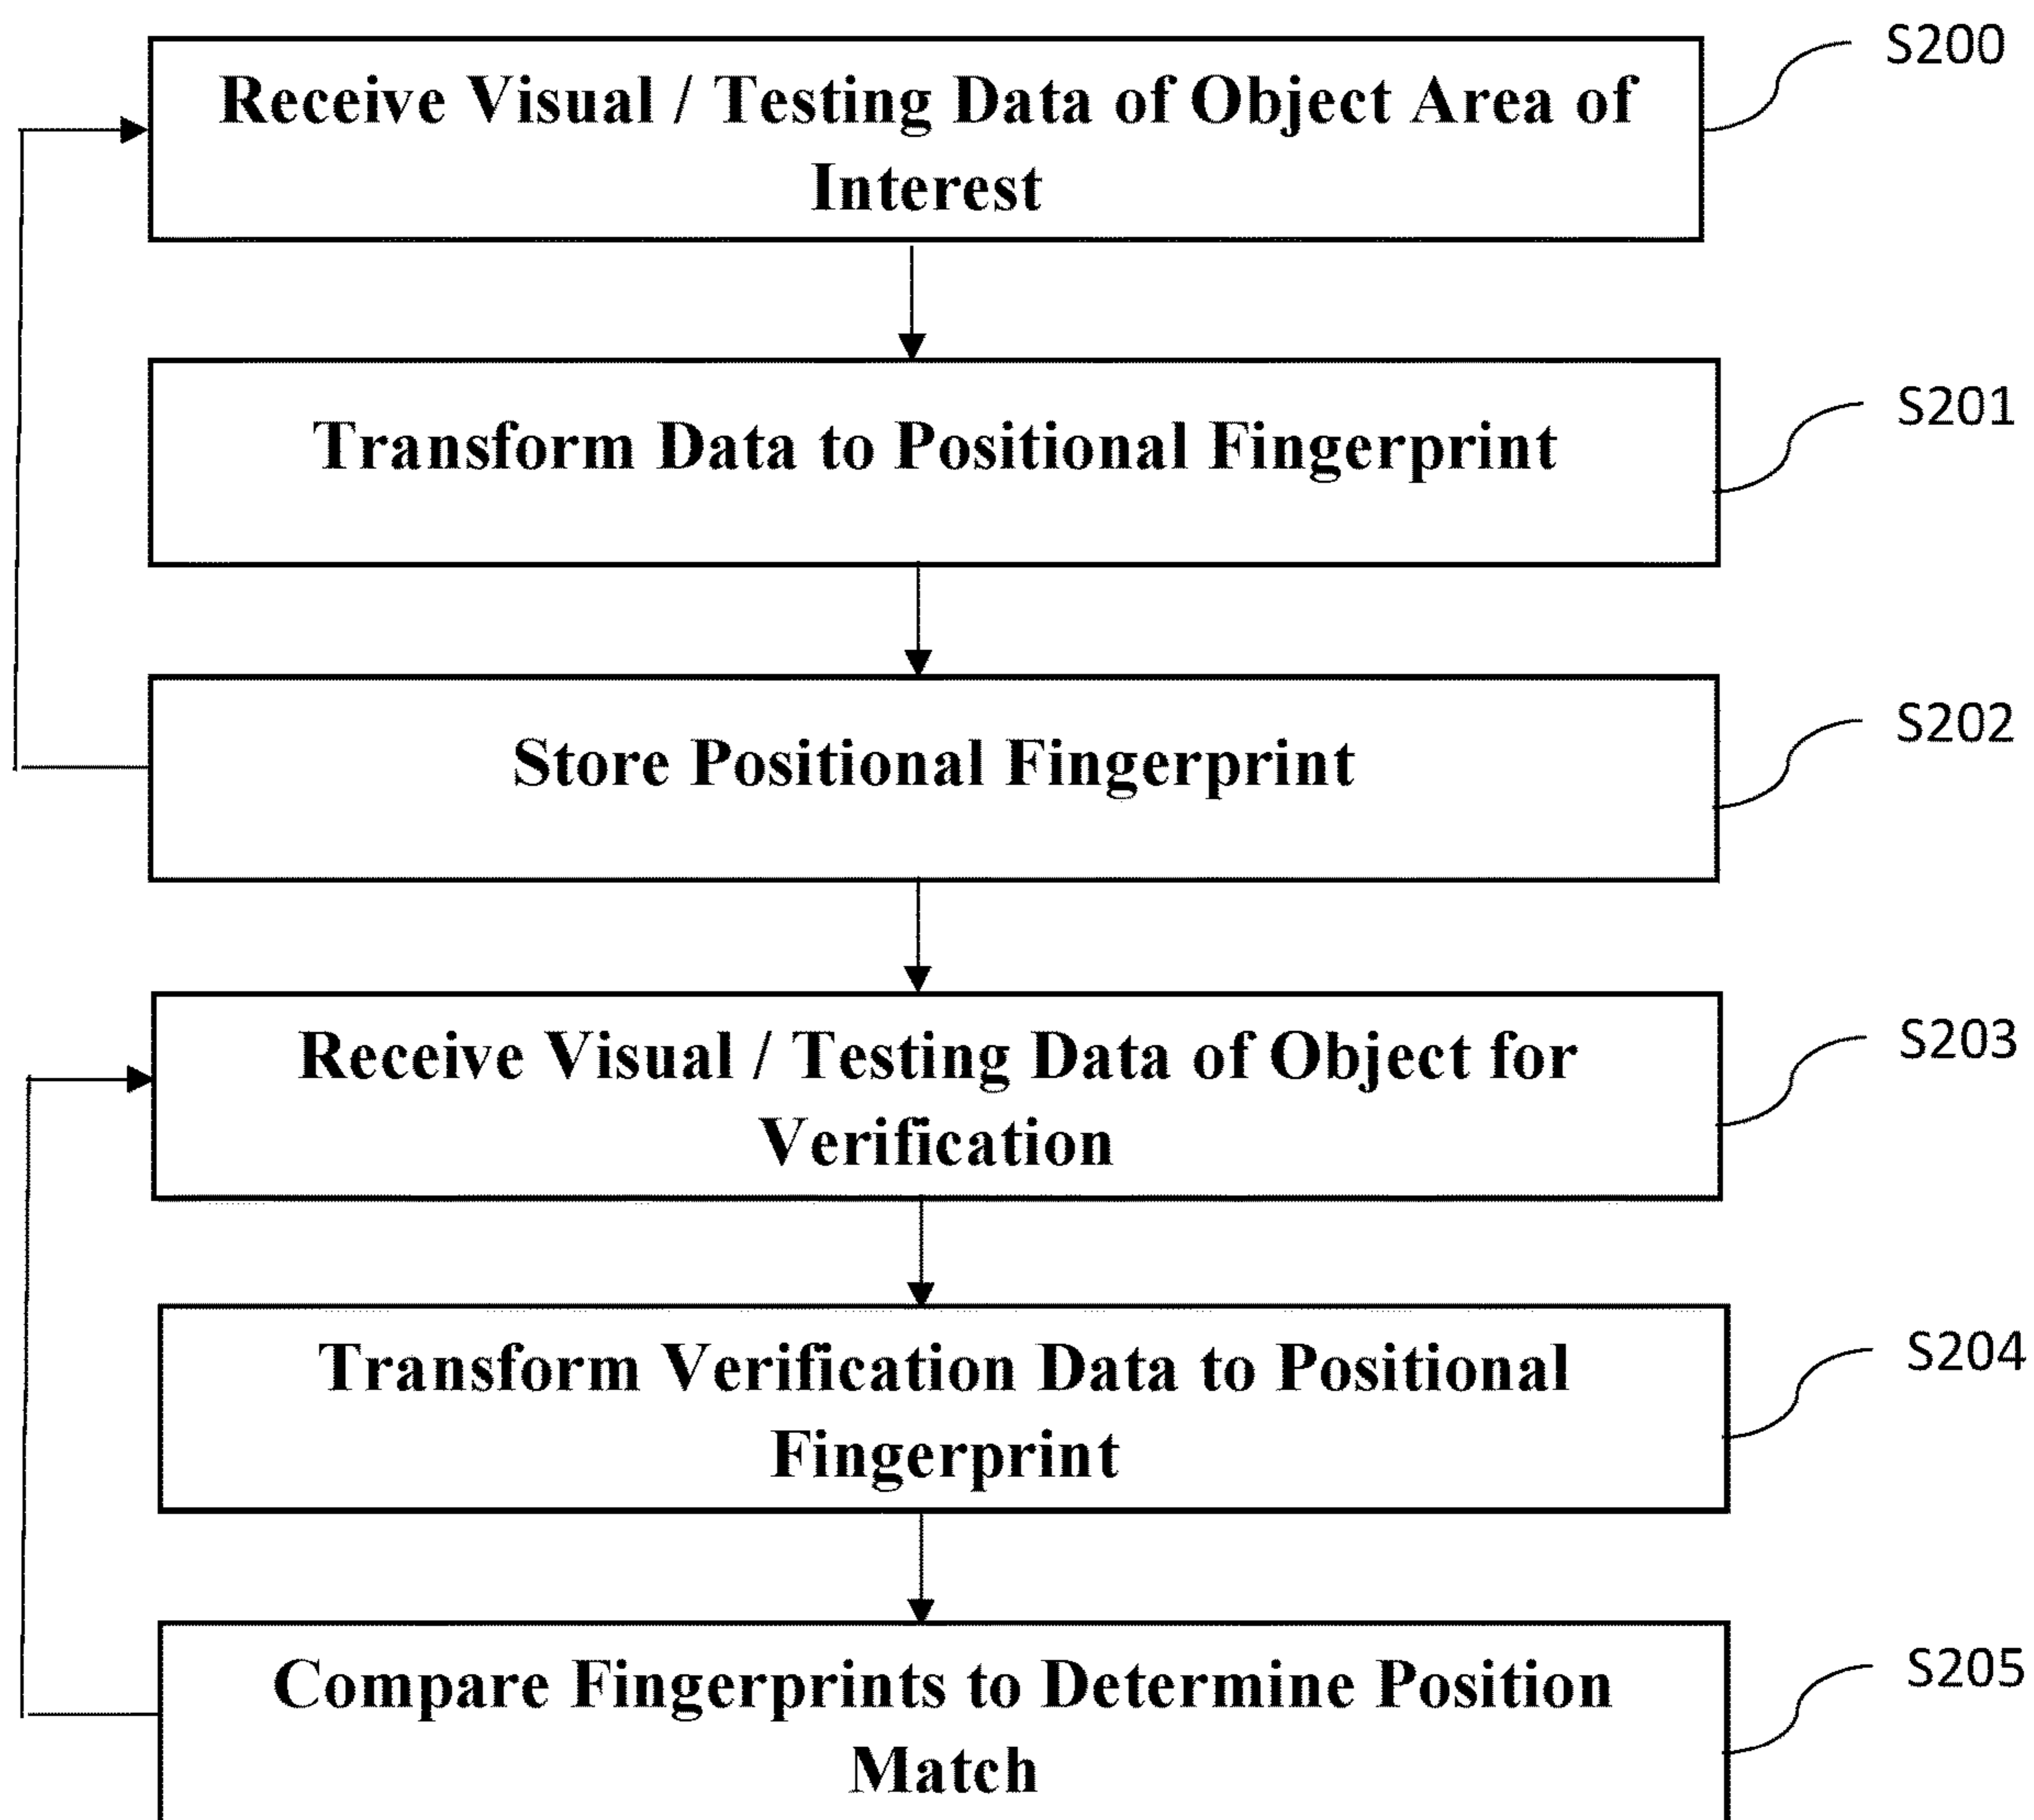 S200
Receive Visual / Testing Data of Object Area of
Interest
S201
Transform Data to Positional Fingerprint
S202
Store Positional Fingerprint
S203
Receive Visual / Testing Data of Object for
Verification
S204
Transform Verification Data to Positional
Fingerprint
S205
Compare Fingerprints to Determine Position
Match